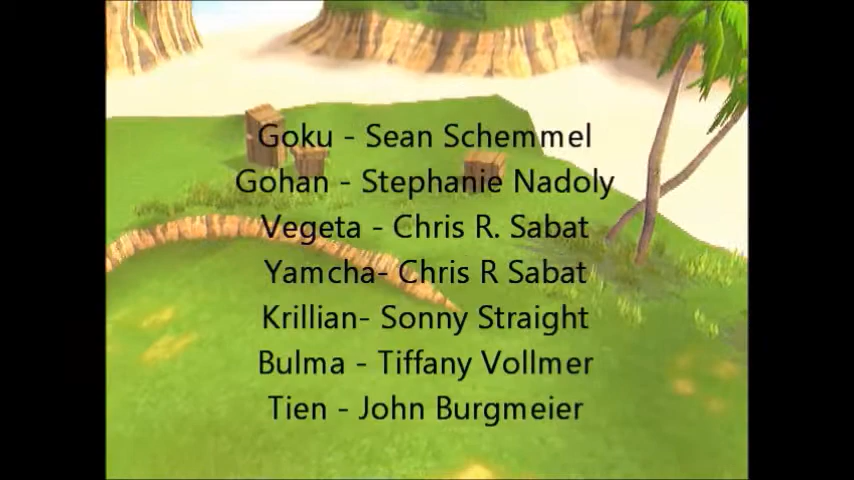 Goku - Sean Schemmel
Gohan - Stephanie Nadoly
Vegeta - Chris R. Sabat
Yamcha- Chris R Sabat
Krillian- Sonny Straight
Bulma - Tiffany Vollmer
Tien - John Burgmeier